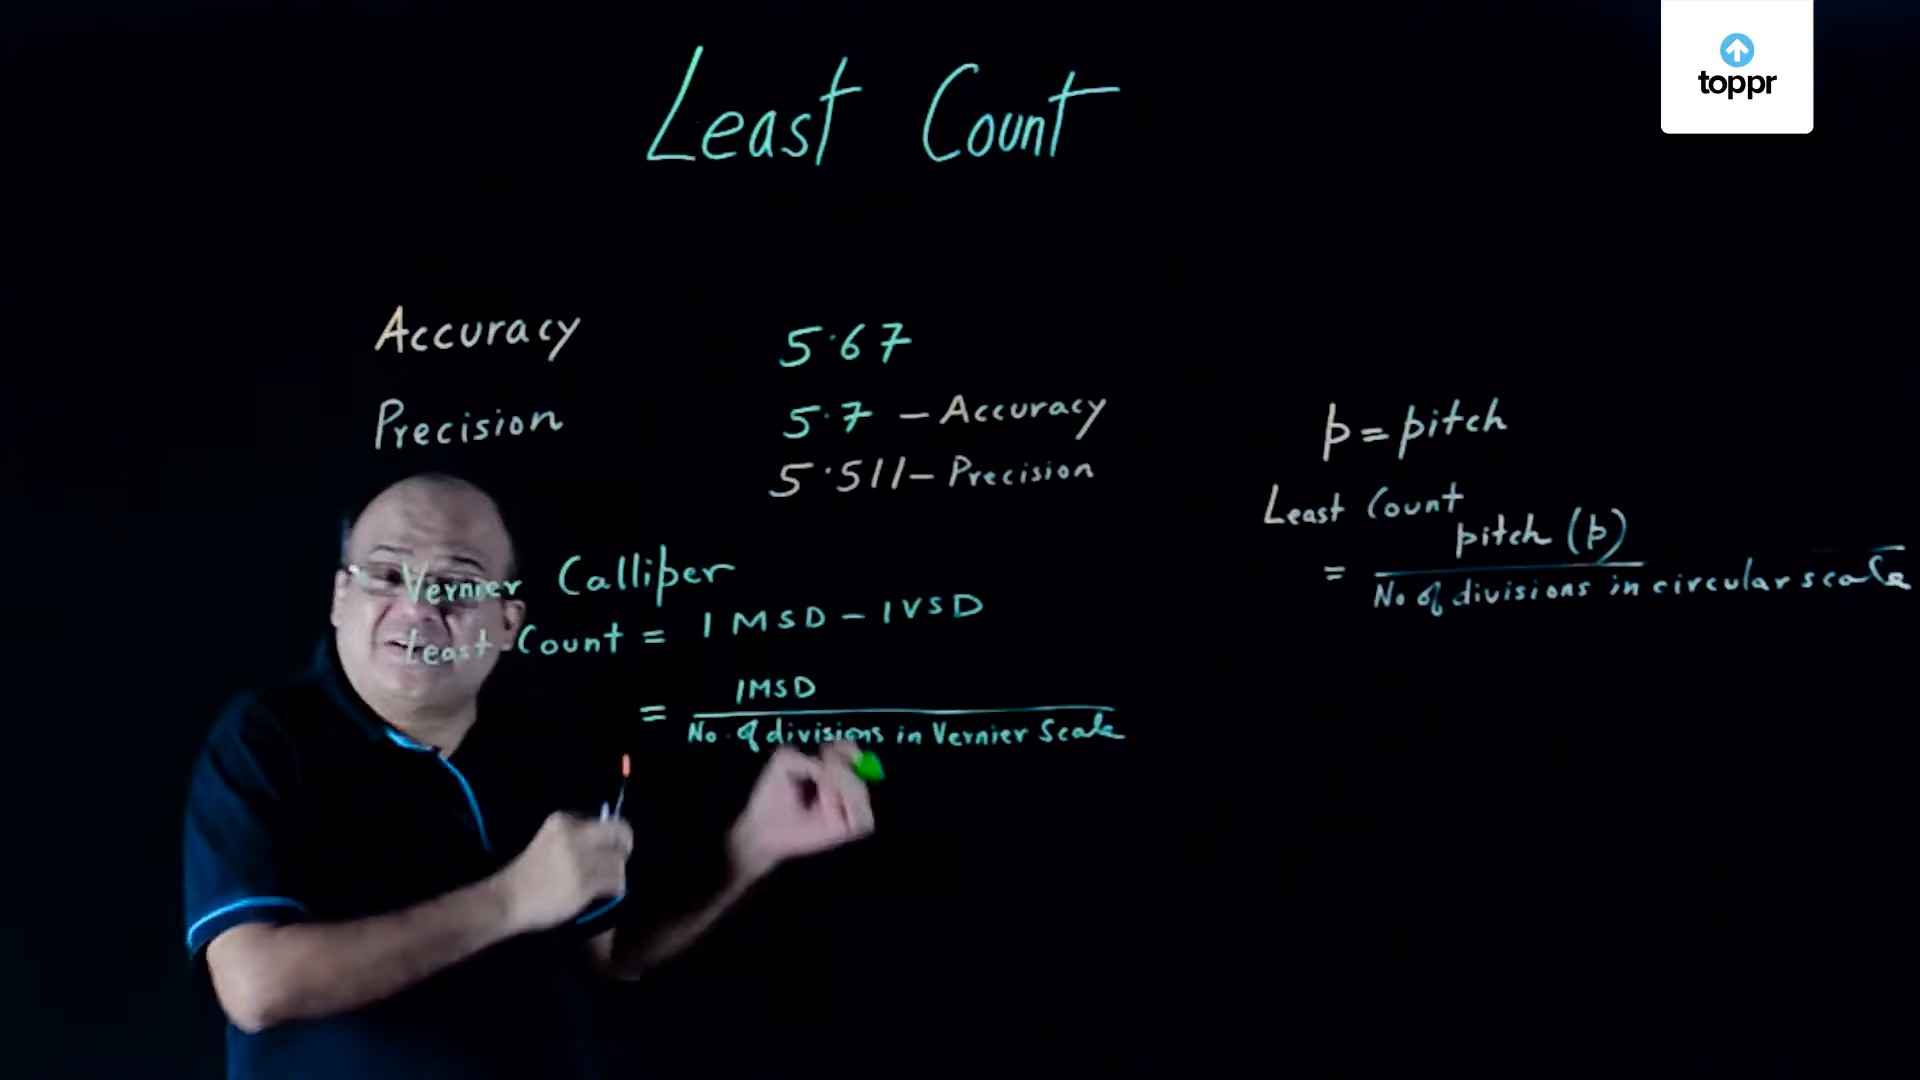 toppr
Least Count
Accuracy
Precision
5.67
5.7 – Accuracy
5.511 – Precision
Vernier Calliper
Least Count = 1 MSD – 1 VSD
= 1MSD
No. of divisions in Vernier Scale
p = pitch
Least Count
pitch (p)
=
No of divisions in circular scale